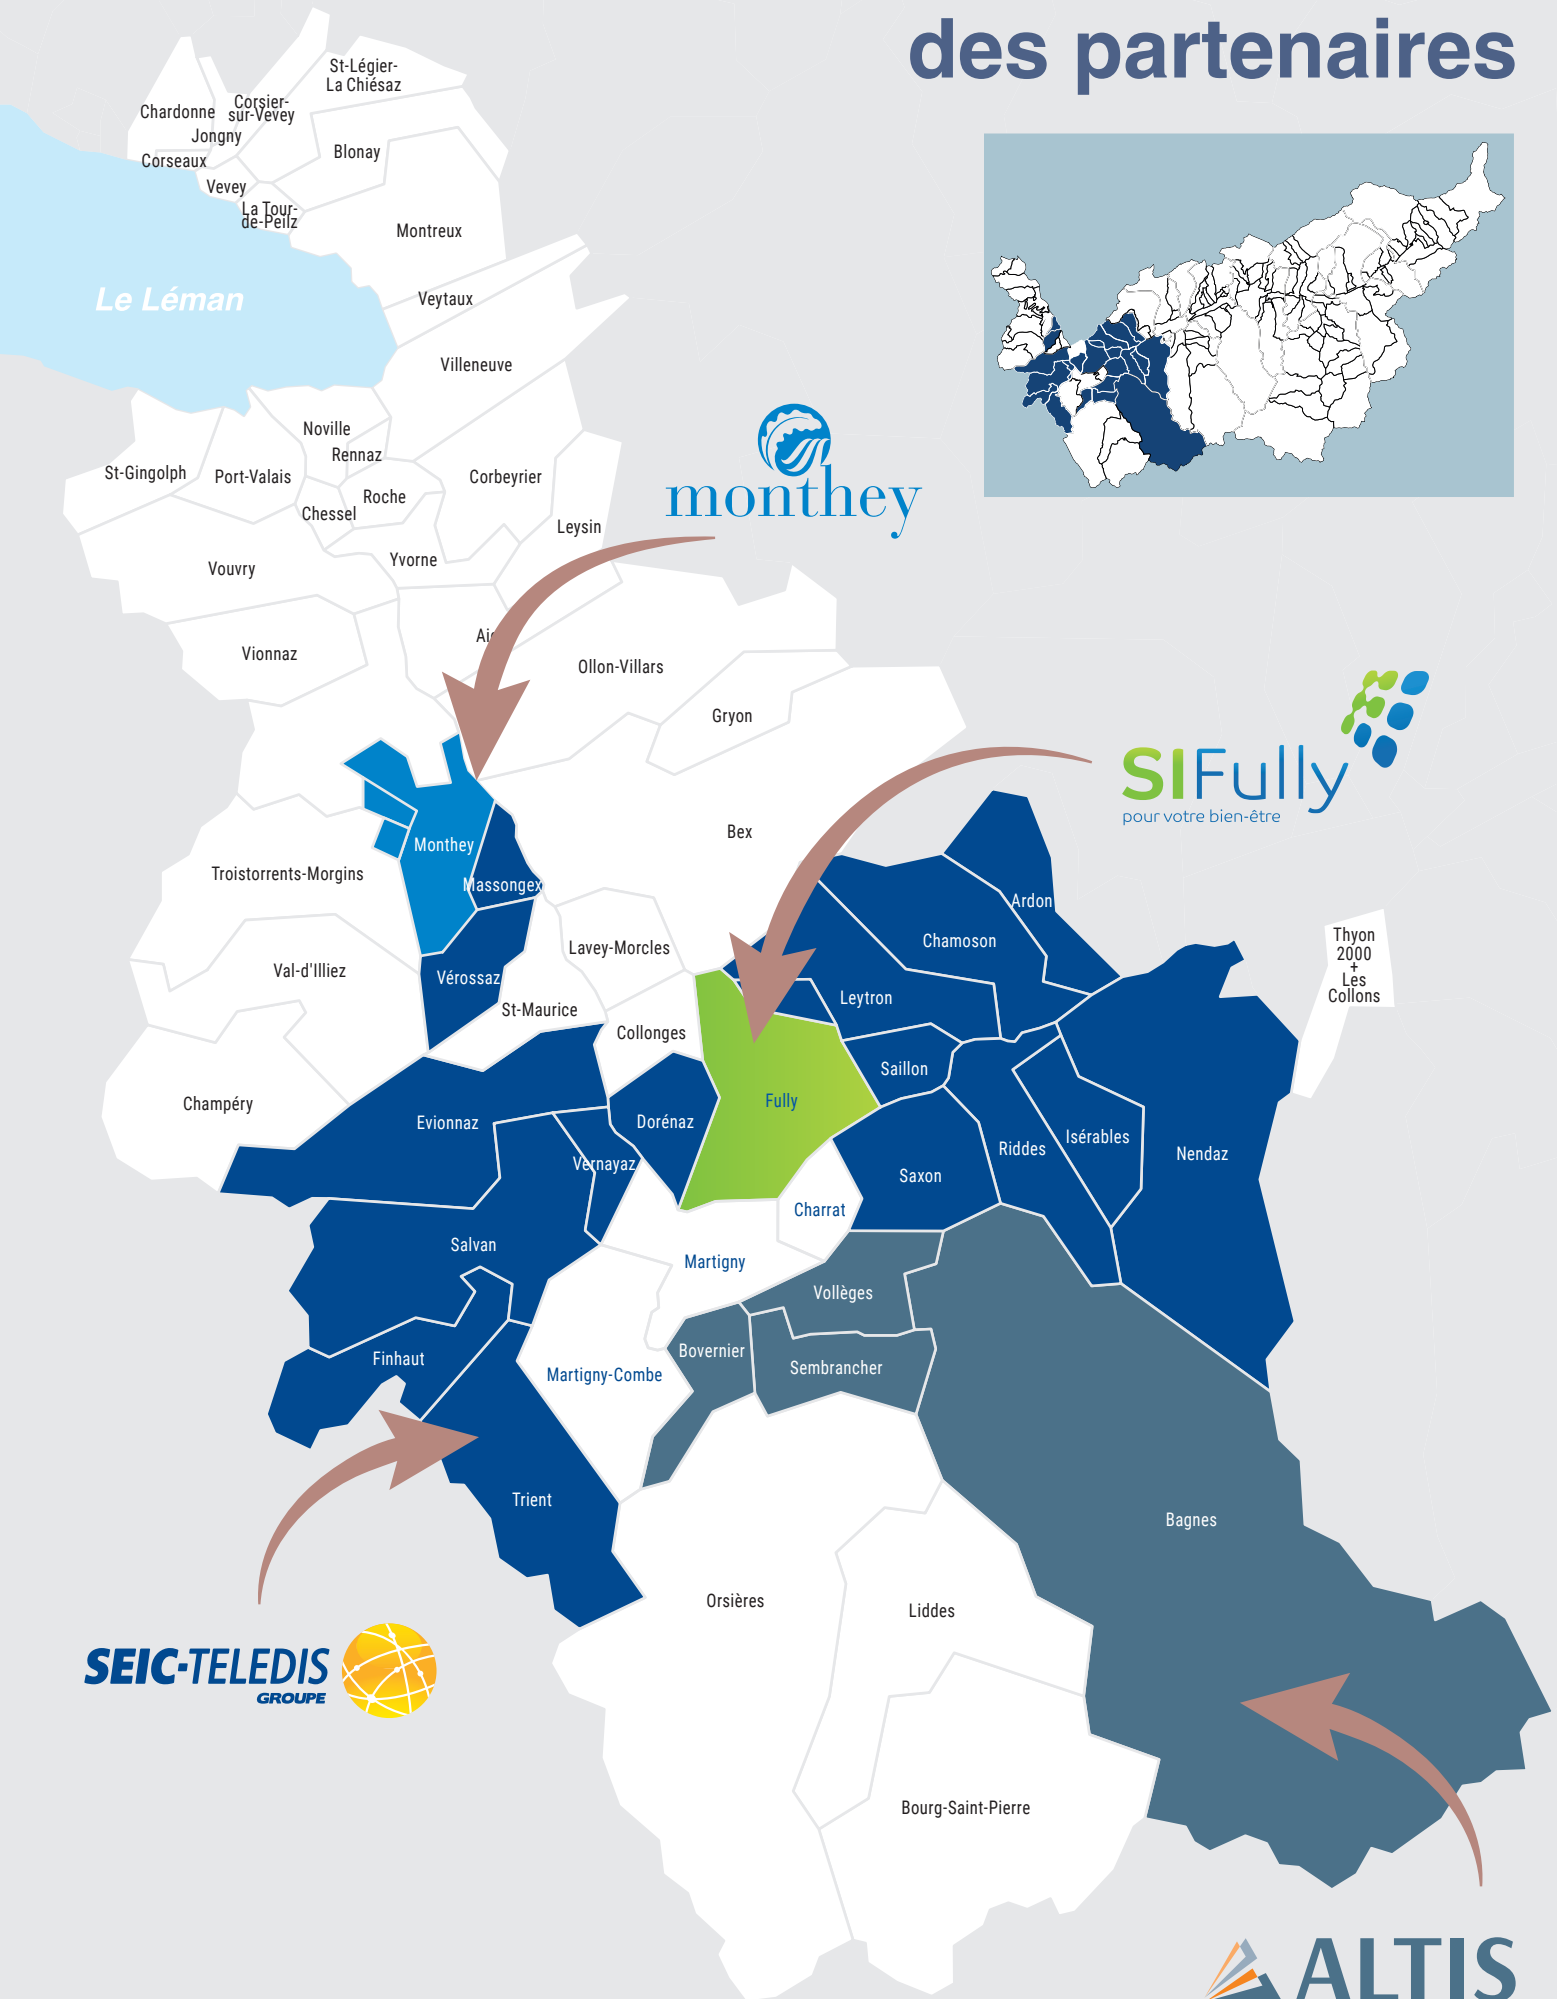 des partenaires
St-Légier-
La Chiésaz
Chardonne
Corsier-
sur-Vevey
Jongny
Corseaux
Blonay
Vevey
La Tour-
de-Peilz
Montreux
Le Léman
Veytaux
Villeneuve
Noville
Rennaz
St-Gingolph
Port-Valais
Corbeyrier
Roche
Chessel
Leysin
monthey
Yvorne
Vouvry
Vionnaz
Ollon-Villars
Gryon
SIFully
pour votre bien-être
Bex
Monthey
Troistorrents-Morgins
Massongex
Ardon
Chamoson
Thyon
2000
+
Les
Collons
Lavey-Morcles
Val-d'Illiez
Vérossaz
Leytron
St-Maurice
Collonges
Saillon
Fully
Champéry
Evionnaz
Dorénaz
Isérables
Riddes
Nendaz
Vernayaz
Saxon
Charrat
Salvan
Martigny
Vollèges
Bovernier
Finhaut
Sembrancher
Martigny-Combe
Trient
Bagnes
Orsières
Liddes
SEIC-TELEDIS
GROUPE
Bourg-Saint-Pierre
ALTIS